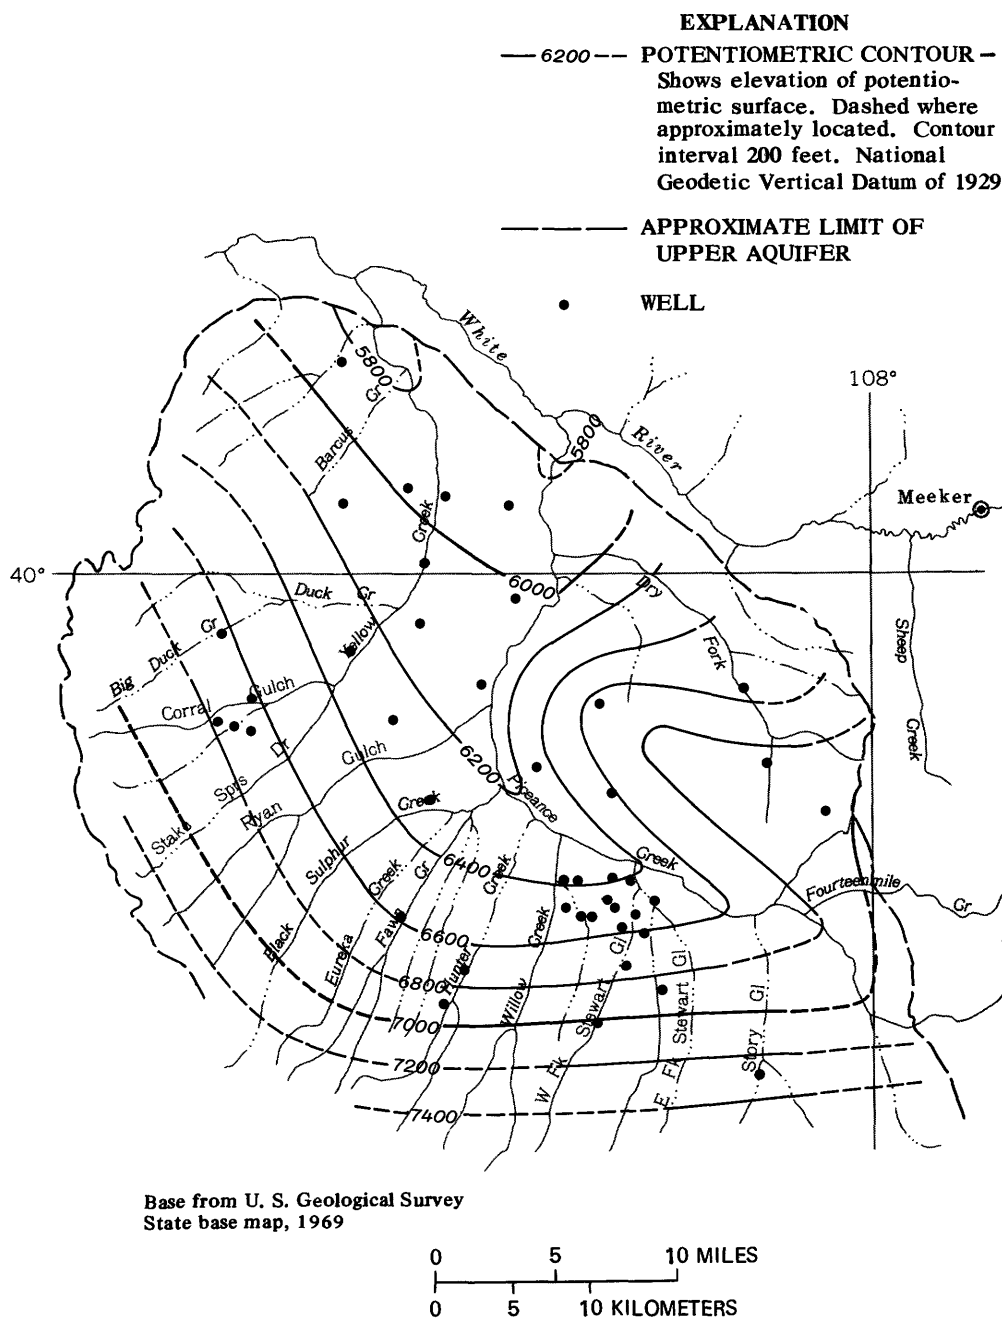 EXPLANATION
—6200-- POTENTIOMETRIC CONTOUR –
Shows elevation of potentio-
metric surface. Dashed where
approximately located. Contour
interval 200 feet. National
Geodetic Vertical Datum of 1929
APPROXIMATE LIMIT OF
UPPER AQUIFER
WELL
White
River
5800
5800
108°
Meeker
Barcus
Cr
Creek
40°
6000
Duck
Cr
Yellow
Dry
Fork
Sheep
Creek
Big
Duck
Cr
Corral
Gulch
Stake
Sprs
Dr
Ryan
Gulch
6200
Piceance
Creek
Black
Sulphur
Creek
6400
Fourteenmile
Cr
Eureka
Creek
Fawn
Cr
6600
Hunter
Creek
Willow
Creek
6800
7000
7200
7400
W Fk
Stewart
Gl
E Fk
Stewart
Gl
Story
Gl
Base from U. S. Geological Survey
State base map, 1969
0 5 10 MILES
0 5 10 KILOMETERS